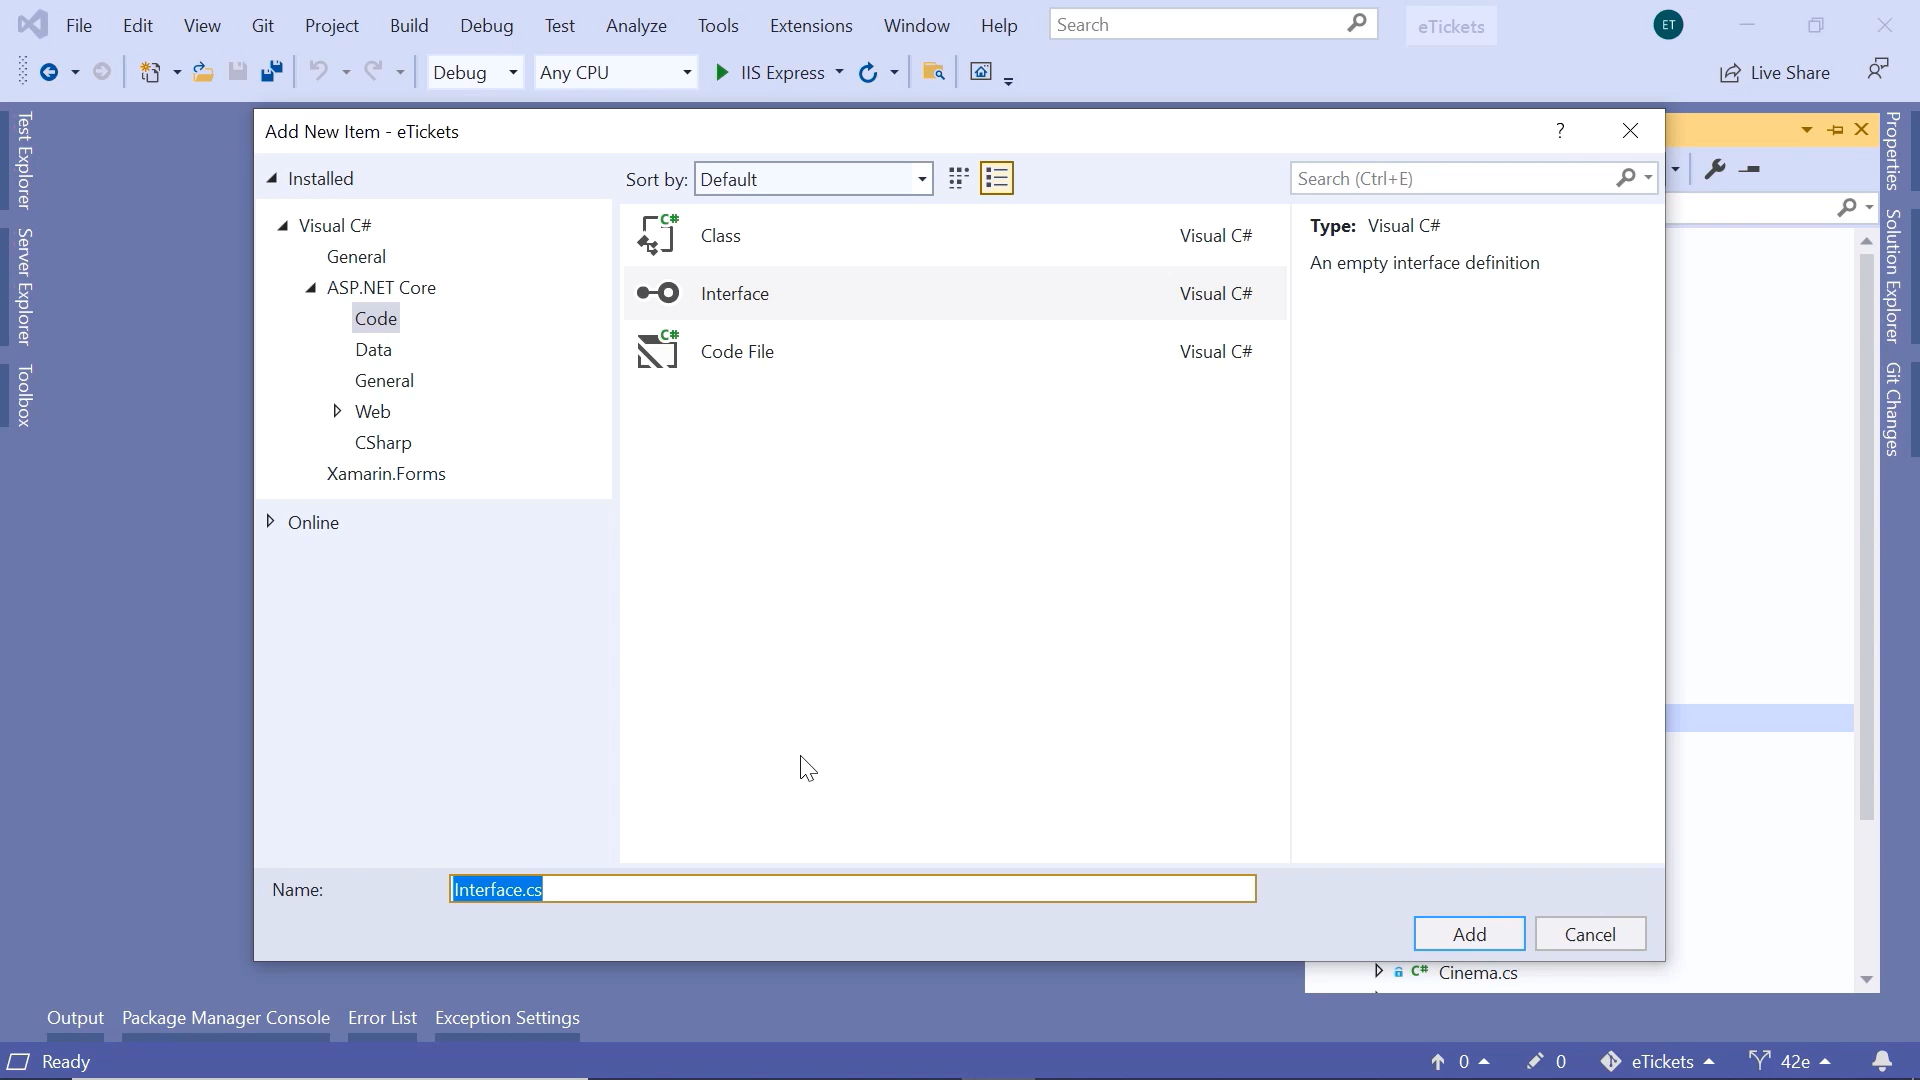 File Edit View Git Project Build Debug Test Analyze Tools Extensions Window Help Search eTickets ET
Debug Any CPU IIS Express Live Share
Test Explorer
Server Explorer
Toolbox
Add New Item - eTickets ?
Installed
Sort by: Default
Search (Ctrl+E)
Visual C#
General
ASP.NET Core
Code
Data
General
Web
CSharp
Xamarin.Forms
Online
C# Class Visual C#
Interface Visual C#
C# Code File Visual C#
Type: Visual C#
An empty interface definition
Name: Interface.cs
Add Cancel
Properties
Solution Explorer
Git Changes
C# Cinema.cs
Output Package Manager Console Error List Exception Settings
Ready 0 0 eTickets 42e